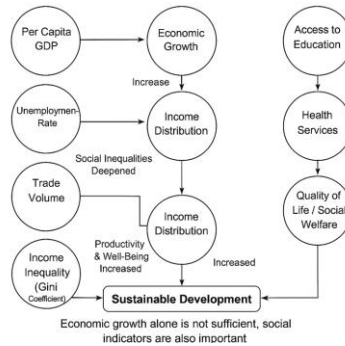 Per Capita
GDP
Economic
Growth
Access to
Education
Increase
Unemploymen-
Rate
Income
Distribution
Health
Services
Social Inequalities
Deepened
Trade
Volume
Income
Distribution
Quality of
Life / Social
Welfare
Productivity
& Well-Being
Increased
Increased
Income
Inequality
(Gini
Coefficient)
Sustainable Development
Economic growth alone is not sufficient, social
indicators are also important